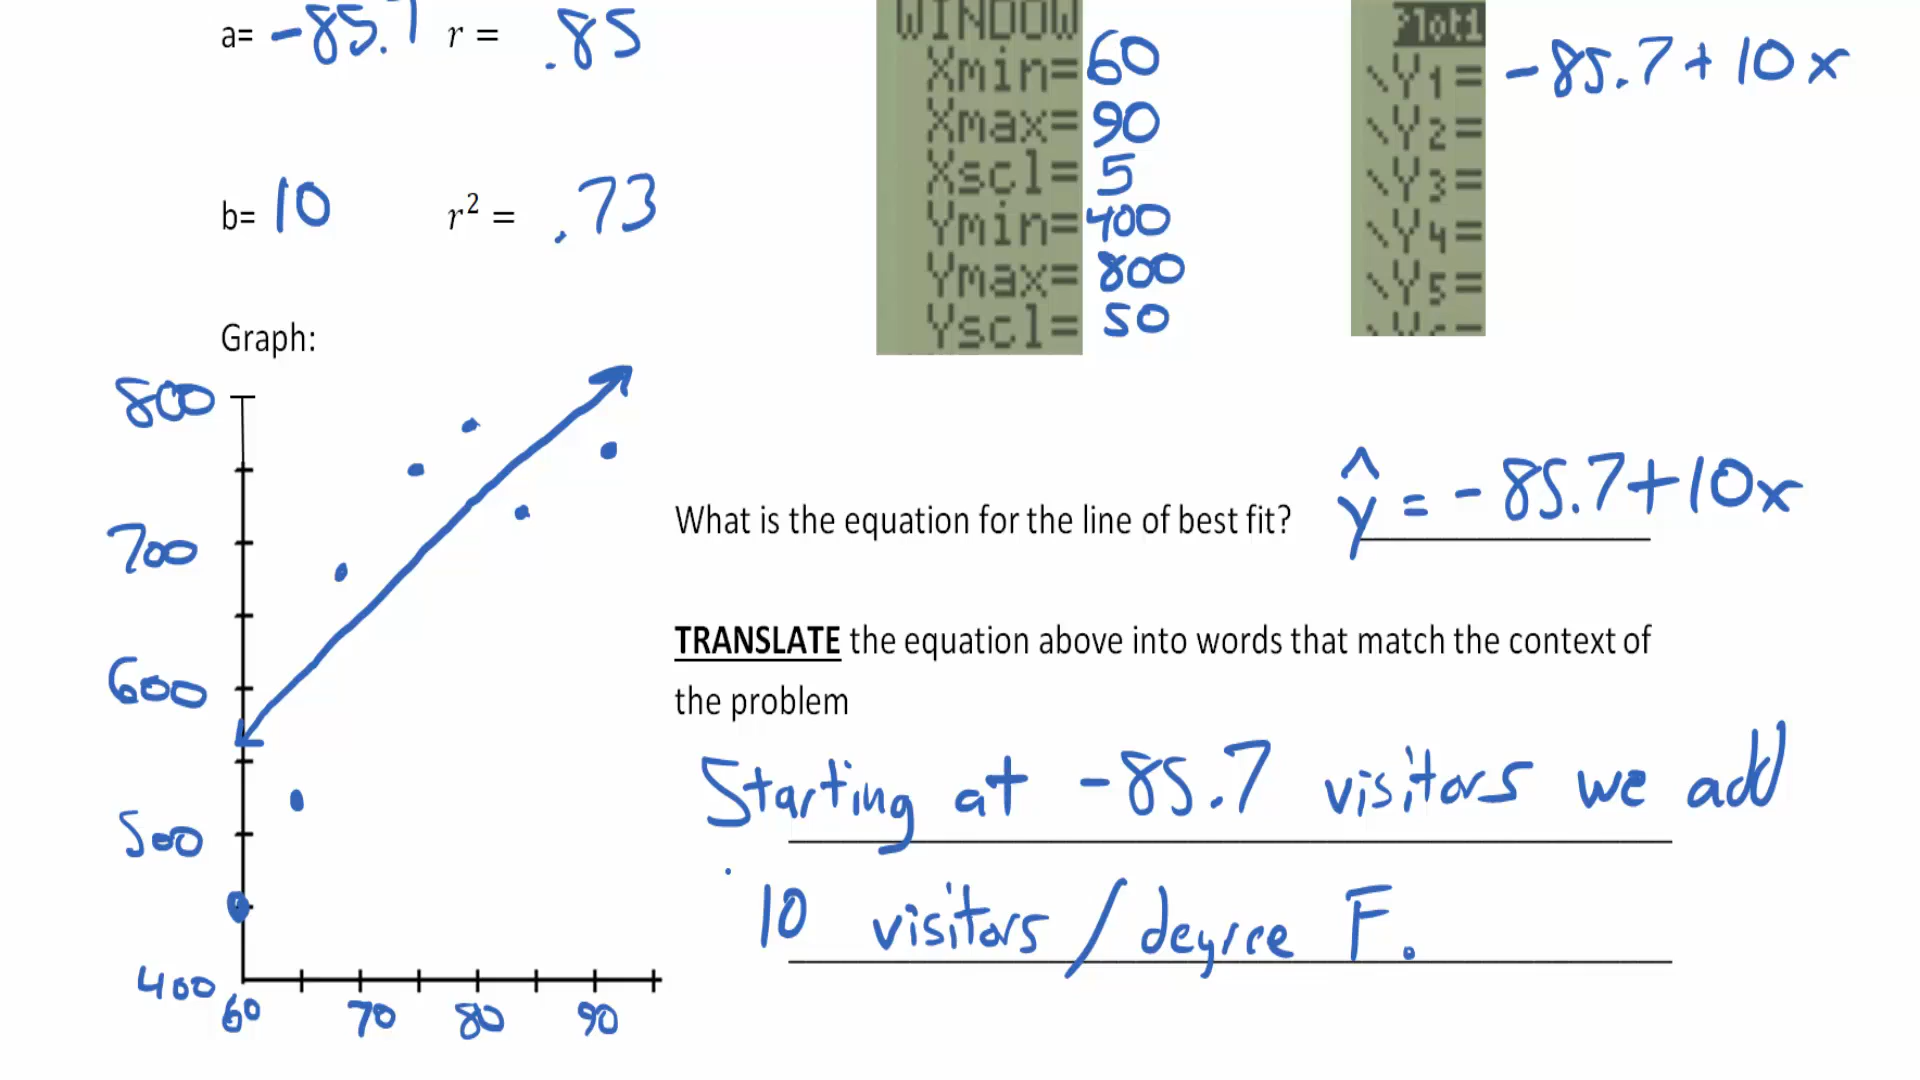 a= -85.7 r = .85
b= 10 r² = .73
WINDOW
Xmin=60
Xmax=90
Xscl=5
Ymin=400
Ymax=800
Yscl=50
Plot1
\Y1= -85.7+10x
\Y2=
\Y3=
\Y4=
\Y5=
Graph:
800
700
600
500
400
60 70 80 90
What is the equation for the line of best fit? ŷ = -85.7+10x
TRANSLATE the equation above into words that match the context of
the problem
Starting at -85.7 visitors we add
10 visitors/degree F.